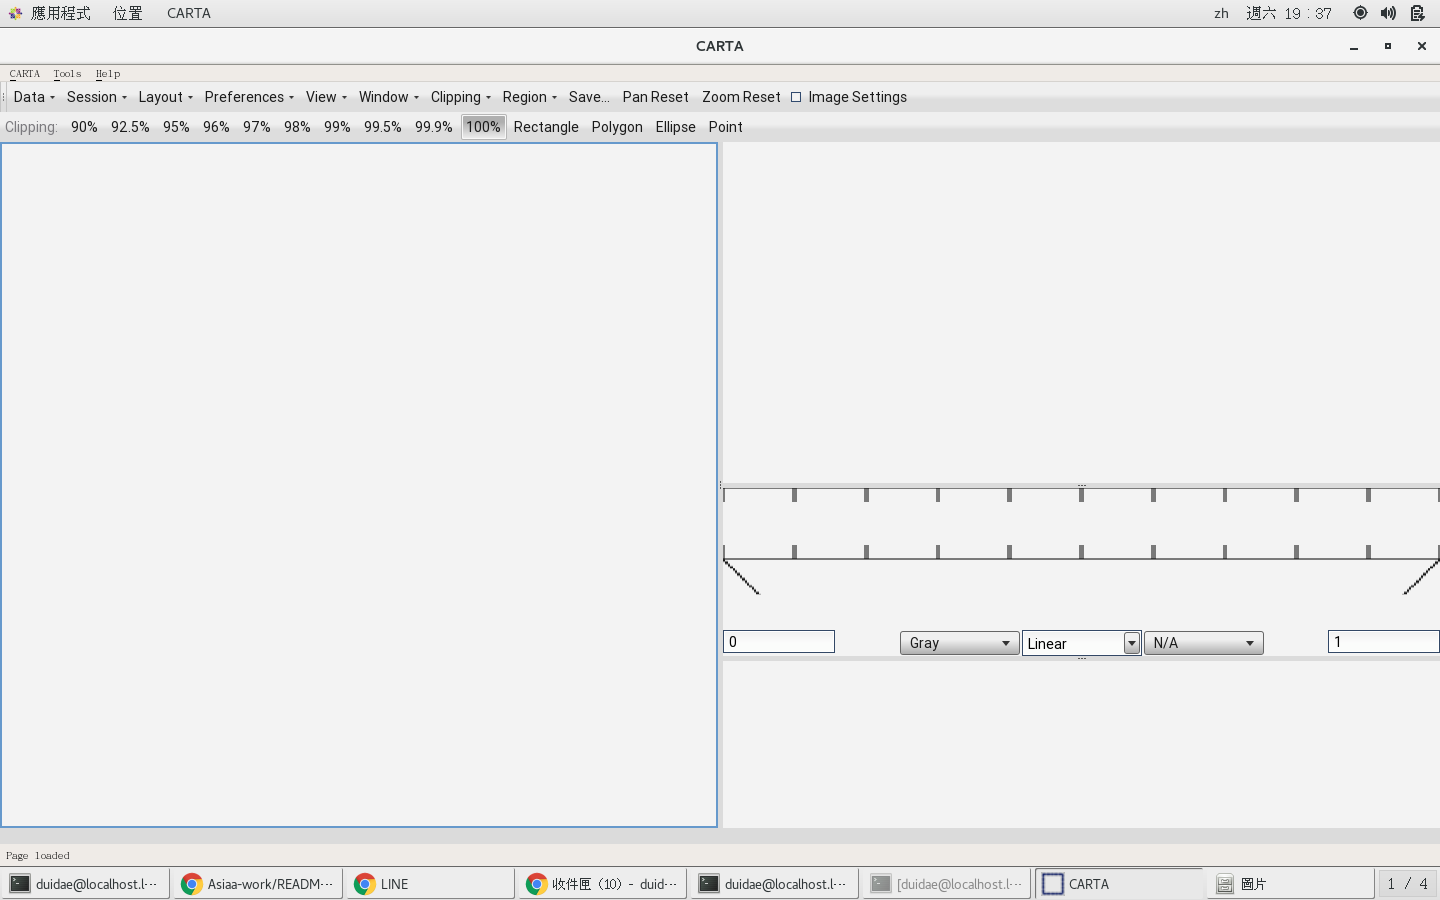 應用程式 位置 CARTA zh 週六 19:37
CARTA
CARTA Tools Help
Data Session Layout Preferences View Window Clipping Region Save... Pan Reset Zoom Reset Image Settings
Clipping: 90% 92.5% 95% 96% 97% 98% 99% 99.5% 99.9% 100% Rectangle Polygon Ellipse Point
0 Gray Linear N/A 1
Page loaded
duidae@localhost.l··· Asiaa-work/READM··· LINE 收件匣 (10) - duid··· duidae@localhost.l··· [duidae@localhost.l··· CARTA 圖片 1 / 4